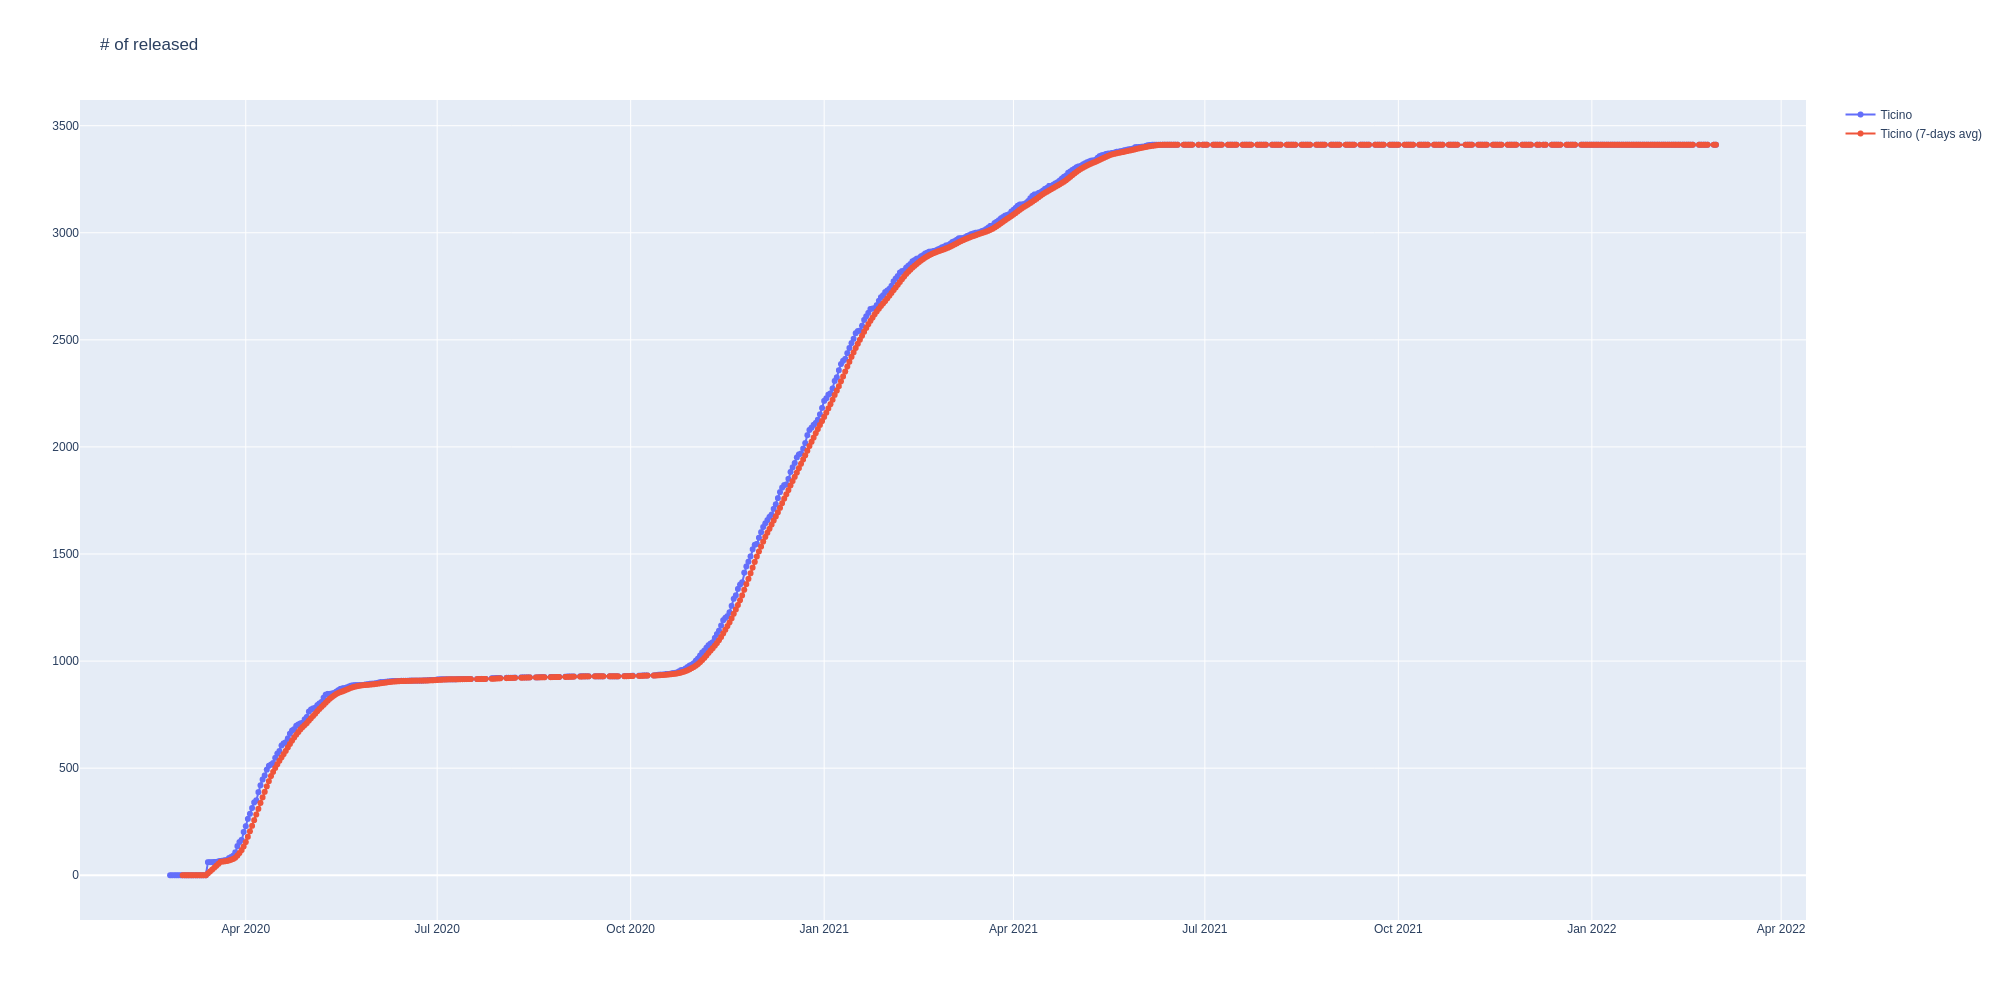 # of released
Ticino
Ticino (7-days avg)
3500
3000
2500
2000
1500
1000
500
0
Apr 2020
Jul 2020
Oct 2020
Jan 2021
Apr 2021
Jul 2021
Oct 2021
Jan 2022
Apr 2022